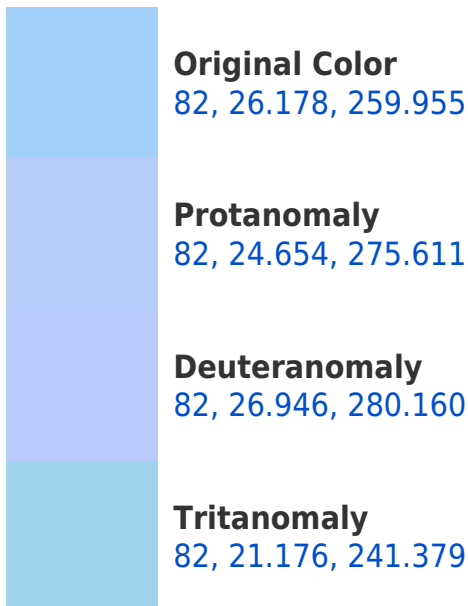 Original Color
82, 26.178, 259.955
Protanomaly
82, 24.654, 275.611
Deuteranomaly
82, 26.946, 280.160
Tritanomaly
82, 21.176, 241.379